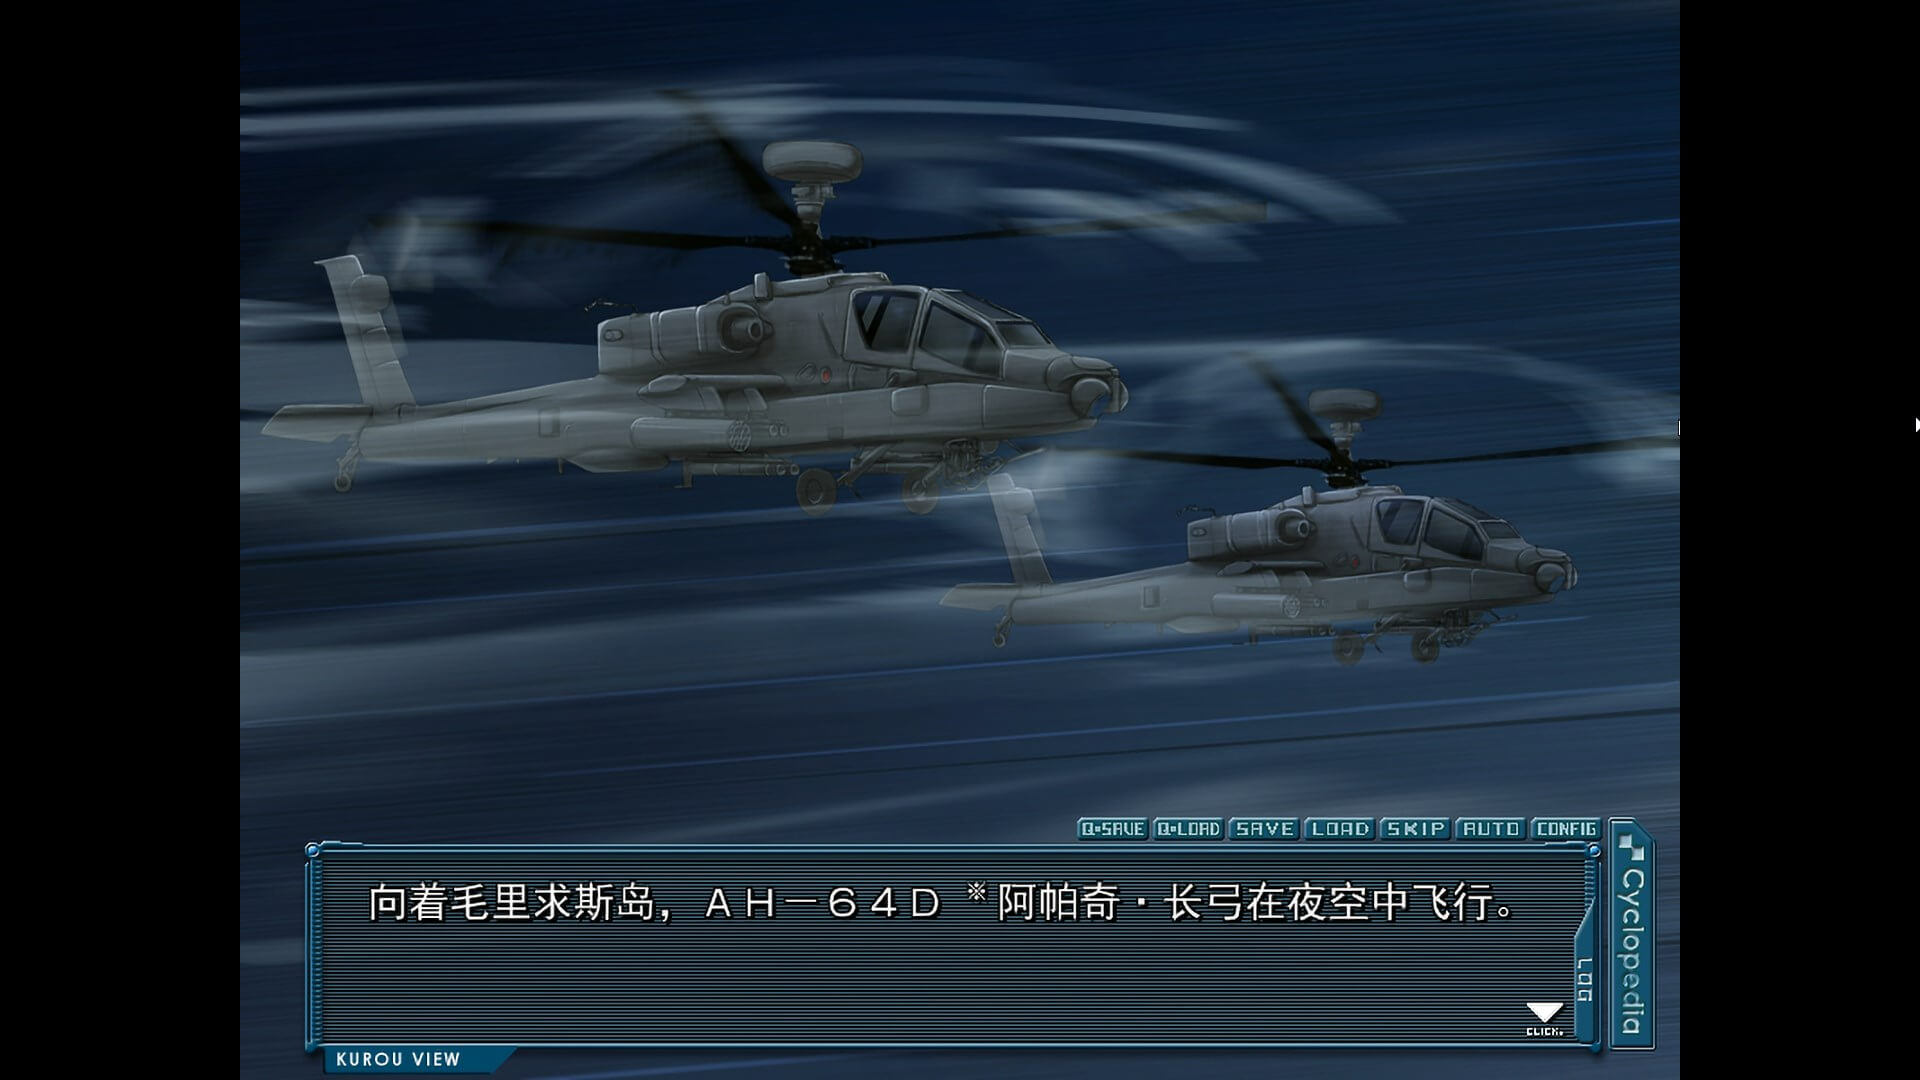 Q-SAVE Q-LOAD SAVE LOAD SKIP AUTO CONFIG
向着毛里求斯岛，ＡＨ－６４Ｄ※阿帕奇・长弓在夜空中飞行。
Cyclopedia
LOG
CLICK.
KUROU VIEW